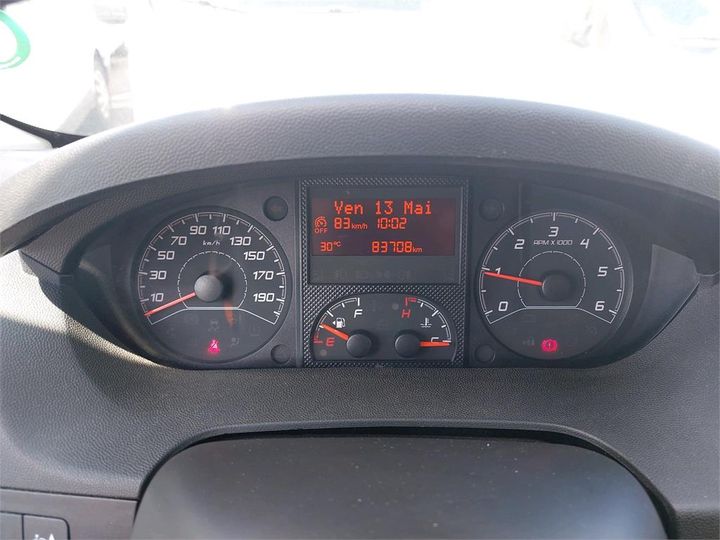 Ven 13 Mai
OFF 83 km/h 10:02
30°C 83708 km
10 30 50 70 90 110 130 150 170 190
km/h
0 1 2 3 4 5 6
RPM X 1000
E F
H C